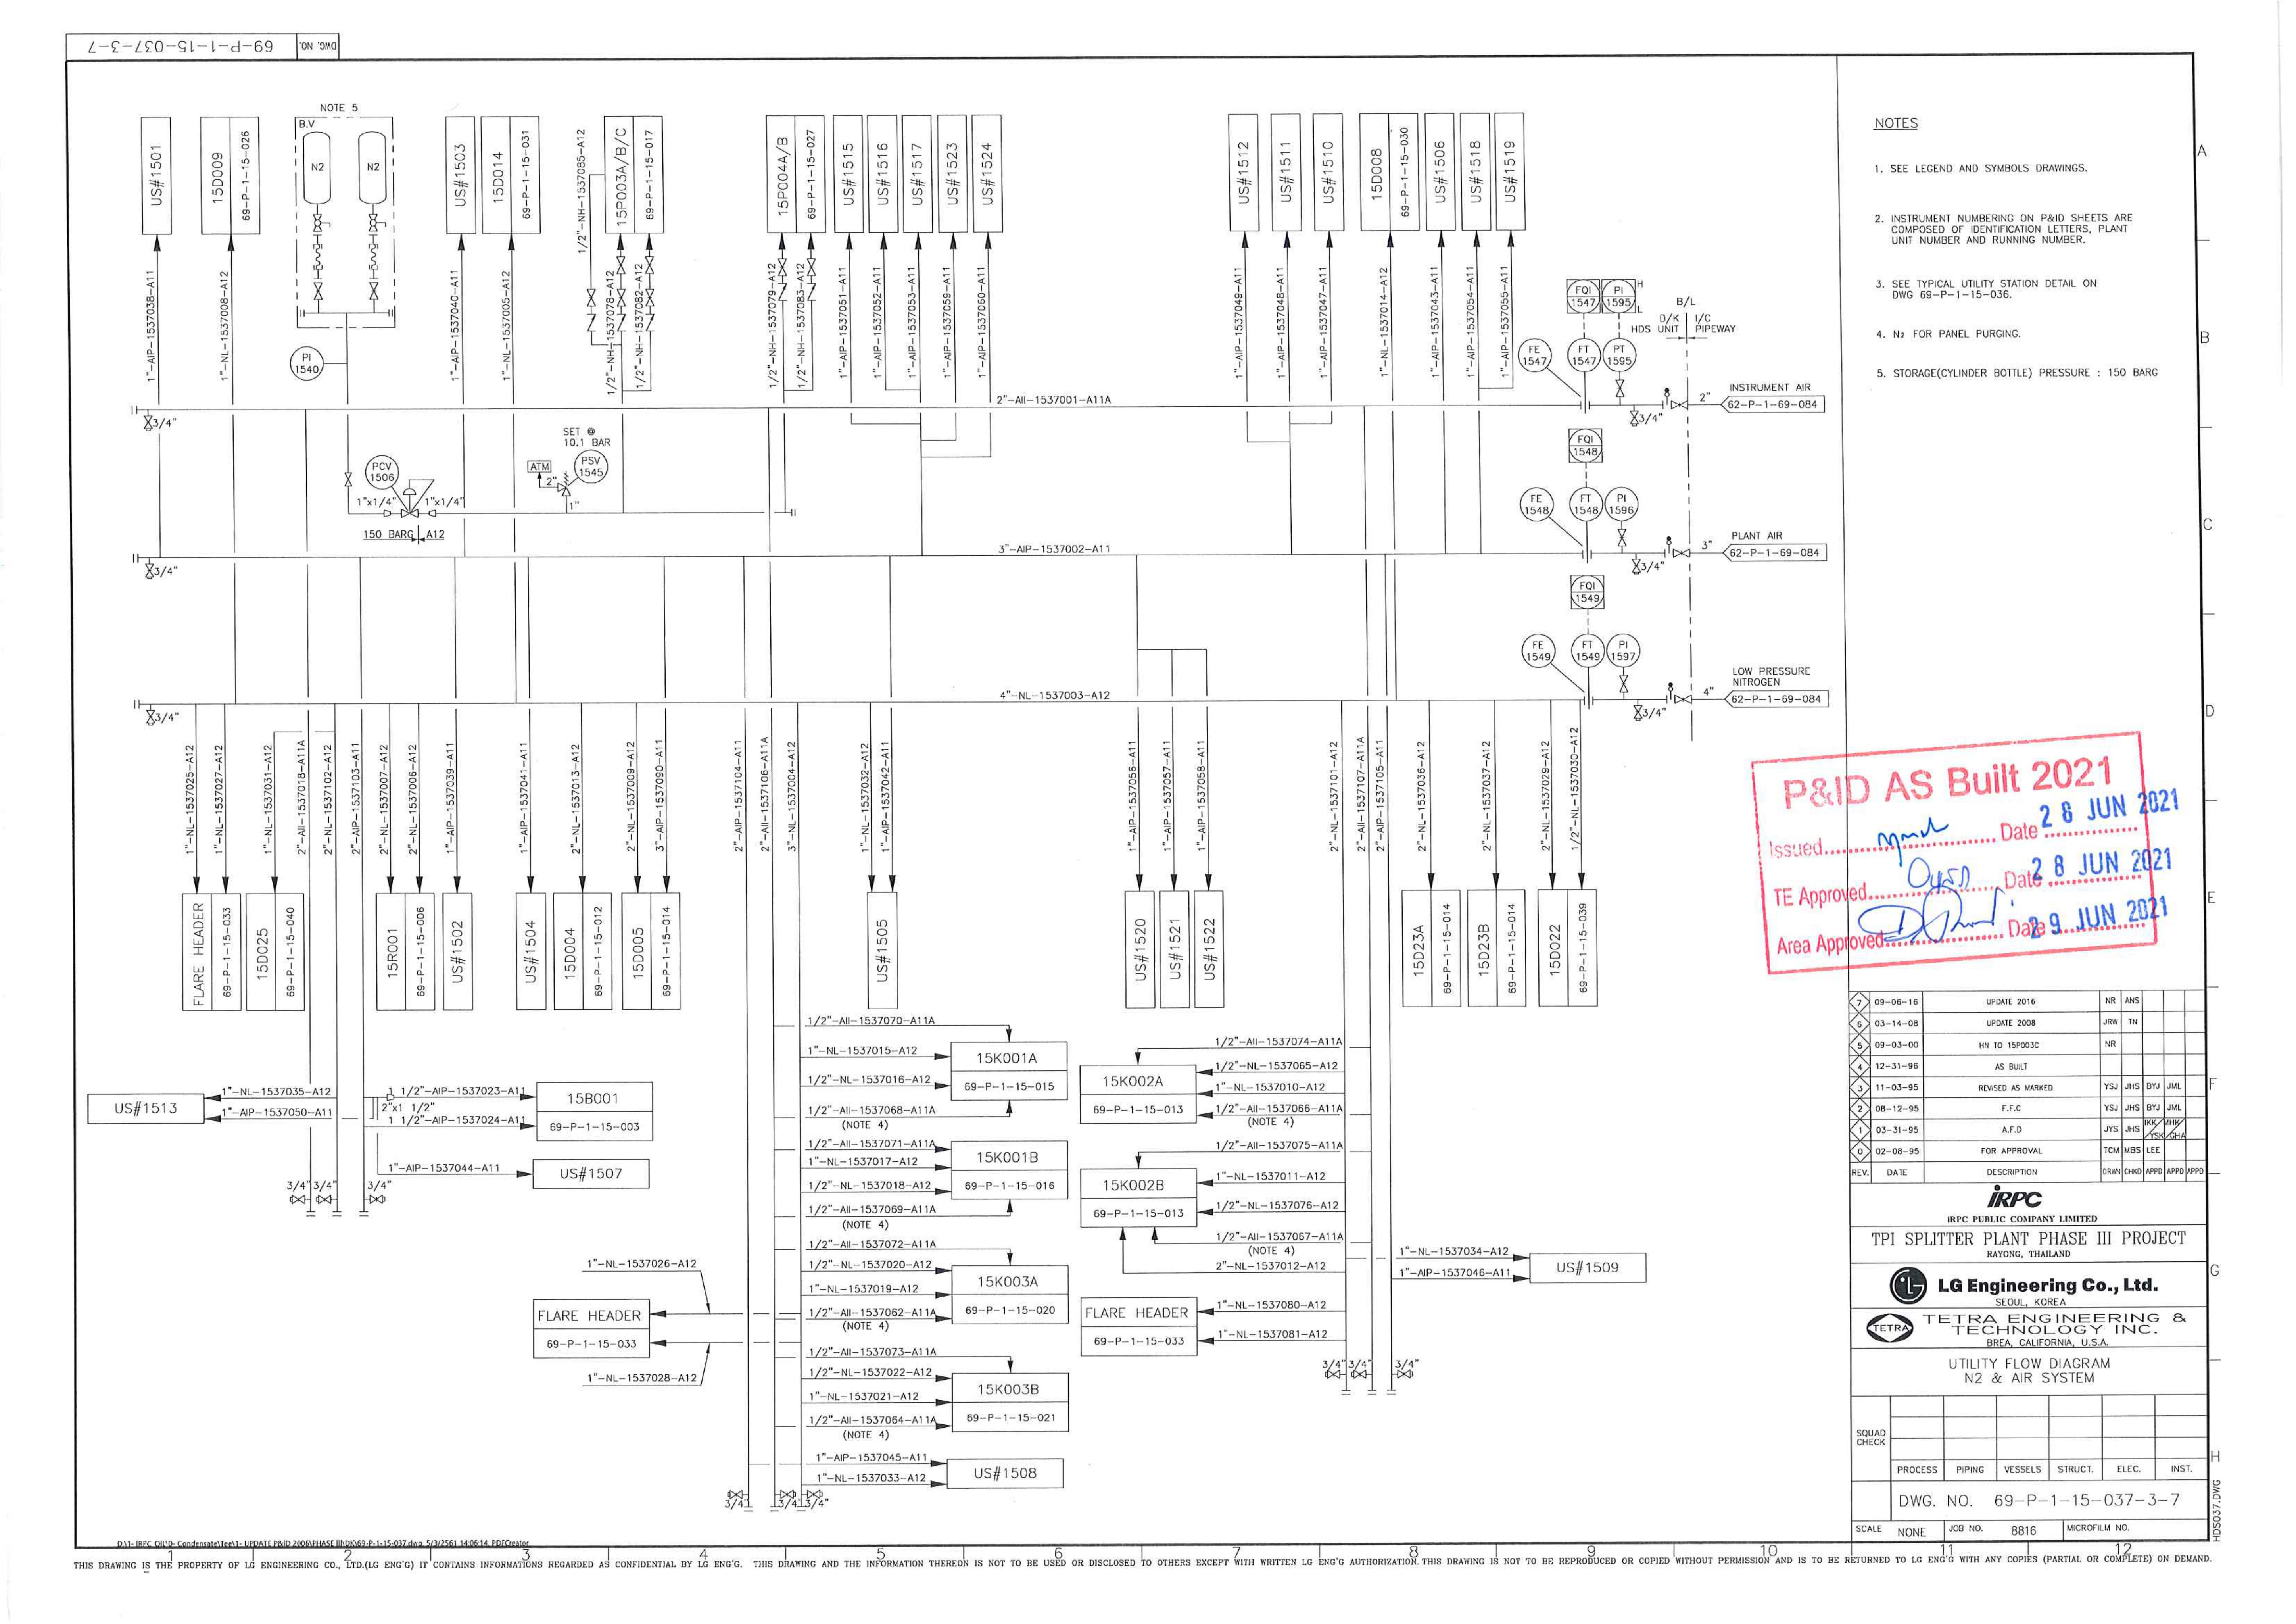 DWG. NO. 69-P-1-15-037-3-7
NOTE 5
B.V
N2 N2
US#1501
15D009
69-P-1-15-026
US#1503
15D014
69-P-1-15-031
1/2"-NH-1537085-A12
15P003A/B/C
69-P-1-15-017
15P004A/B
69-P-1-15-027
US#1515
US#1516
US#1517
US#1523
US#1524
US#1512
US#1511
US#1510
15D008
69-P-1-15-030
US#1506
US#1518
US#1519
1"-AIP-1537038-A11
1"-NL-1537008-A12
1"-AIP-1537040-A11
1"-NL-1537005-A12
1/2"-NH-1537078-A12
1/2"-NH-1537082-A12
1/2"-NH-1537079-A12
1/2"-NH-1537083-A12
1"-AIP-1537051-A11
1"-AIP-1537052-A11
1"-AIP-1537053-A11
1"-AIP-1537059-A11
1"-AIP-1537060-A11
1"-AIP-1537049-A11
1"-AIP-1537048-A11
1"-AIP-1537047-A11
1"-NL-1537014-A12
1"-AIP-1537043-A11
1"-AIP-1537054-A11
1"-AIP-1537055-A11
PI
1540
FQI
1547
PI
1595
H
L
FE
1547
FT
1547
PT
1595
B/L
D/K I/C
HDS UNIT PIPEWAY
2"-AII-1537001-A11A
INSTRUMENT AIR
2"
62-P-1-69-084
3/4"
3/4"
SET @
10.1 BAR
PCV
1506
1"x1/4" 1"x1/4"
150 BARG A12
ATM
2"
PSV
1545
1"
FQI
1548
FE
1548
FT
1548
PI
1596
3"-AIP-1537002-A11
PLANT AIR
3"
62-P-1-69-084
3/4"
3/4"
FQI
1549
FE
1549
FT
1549
PI
1597
4"-NL-1537003-A12
LOW PRESSURE
NITROGEN
4"
62-P-1-69-084
3/4"
3/4"
1"-NL-1537025-A12
1"-NL-1537027-A12
1"-NL-1537031-A12
2"-AII-1537018-A11A
2"-NL-1537102-A12
2"-AIP-1537103-A11
2"-NL-1537007-A12
2"-NL-1537006-A12
1"-AIP-1537039-A11
1"-AIP-1537041-A11
2"-NL-1537013-A12
2"-NL-1537009-A12
3"-AIP-1537090-A11
2"-AIP-1537104-A11
2"-AII-1537106-A11A
3"-NL-1537004-A12
1"-NL-1537032-A12
1"-AIP-1537042-A11
1"-AIP-1537056-A11
1"-AIP-1537057-A11
1"-AIP-1537058-A11
2"-NL-1537101-A12
2"-AII-1537107-A11A
2"-AIP-1537105-A11
2"-NL-1537036-A12
2"-NL-1537037-A12
2"-NL-1537029-A12
1/2"-NL-1537030-A12
FLARE HEADER
69-P-1-15-033
15D025
69-P-1-15-040
15R001
69-P-1-15-006
US#1502
US#1504
15D004
69-P-1-15-012
15D005
69-P-1-15-014
US#1505
US#1520
US#1521
US#1522
15D23A
69-P-1-15-014
15D23B
69-P-1-15-014
15D022
69-P-1-15-039
US#1513
1"-NL-1537035-A12
1"-AIP-1537050-A11
1 1/2"-AIP-1537023-A11
2"x1 1/2"
1 1/2"-AIP-1537024-A11
15B001
69-P-1-15-003
1"-AIP-1537044-A11
US#1507
3/4" 3/4" 3/4"
1/2"-AII-1537070-A11A
1"-NL-1537015-A12
1/2"-NL-1537016-A12
1/2"-AII-1537068-A11A
(NOTE 4)
15K001A
69-P-1-15-015
1/2"-AII-1537071-A11A
1"-NL-1537017-A12
1/2"-NL-1537018-A12
1/2"-AII-1537069-A11A
(NOTE 4)
15K001B
69-P-1-15-016
1/2"-AII-1537072-A11A
1/2"-NL-1537020-A12
1"-NL-1537019-A12
1/2"-AII-1537062-A11A
(NOTE 4)
15K003A
69-P-1-15-020
1/2"-AII-1537073-A11A
1/2"-NL-1537022-A12
1"-NL-1537021-A12
1/2"-AII-1537064-A11A
(NOTE 4)
15K003B
69-P-1-15-021
1"-AIP-1537045-A11
1"-NL-1537033-A12
US#1508
3/4" 3/4" 3/4"
1"-NL-1537026-A12
FLARE HEADER
69-P-1-15-033
1"-NL-1537028-A12
1/2"-AII-1537074-A11A
1/2"-NL-1537065-A12
1"-NL-1537010-A12
1/2"-AII-1537066-A11A
(NOTE 4)
15K002A
69-P-1-15-013
1/2"-AII-1537075-A11A
1"-NL-1537011-A12
1/2"-NL-1537076-A12
1/2"-AII-1537067-A11A
(NOTE 4)
2"-NL-1537012-A12
15K002B
69-P-1-15-013
FLARE HEADER
69-P-1-15-033
1"-NL-1537080-A12
1"-NL-1537081-A12
1"-NL-1537034-A12
1"-AIP-1537046-A11
US#1509
3/4" 3/4" 3/4"
NOTES
1. SEE LEGEND AND SYMBOLS DRAWINGS.
2. INSTRUMENT NUMBERING ON P&ID SHEETS ARE
COMPOSED OF IDENTIFICATION LETTERS, PLANT
UNIT NUMBER AND RUNNING NUMBER.
3. SEE TYPICAL UTILITY STATION DETAIL ON
DWG 69-P-1-15-036.
4. N2 FOR PANEL PURGING.
5. STORAGE(CYLINDER BOTTLE) PRESSURE : 150 BARG
A
B
C
D
E
F
G
H
P&ID AS Built 2021
Issued Date 28 JUN 2021
TE Approved Date 28 JUN 2021
Area Approved Date 29 JUN 2021
7 09-06-16 UPDATE 2016 NR ANS
6 03-14-08 UPDATE 2008 JRW TN
5 09-03-00 HN TO 15P003C NR
4 12-31-96 AS BUILT
3 11-03-95 REVISED AS MARKED YSJ JHS BYJ JML
2 08-12-95 F.F.C YSJ JHS BYJ JML
1 03-31-95 A.F.D JYS JHS IKK/YSK MHK/GHA
0 02-08-95 FOR APPROVAL TCM MBS LEE
REV. DATE DESCRIPTION DRWN CHKD APPD APPD APPD
iRPC
iRPC PUBLIC COMPANY LIMITED
TPI SPLITTER PLANT PHASE III PROJECT
RAYONG, THAILAND
LG Engineering Co., Ltd.
SEOUL, KOREA
TETRA
TETRA ENGINEERING &
TECHNOLOGY INC.
BREA, CALIFORNIA, U.S.A.
UTILITY FLOW DIAGRAM
N2 & AIR SYSTEM
SQUAD
CHECK
PROCESS PIPING VESSELS STRUCT. ELEC. INST.
DWG. NO. 69-P-1-15-037-3-7
SCALE NONE JOB NO. 8816 MICROFILM NO.
HDS037.DWG
D:\1- IRPC OIL\0- Condensate\Tee\1- UPDATE P&ID 2006\PHASE III\DK\69-P-1-15-037.dwg, 5/3/2561 14:06:14, PDFCreator
1 2 3 4 5 6 7 8 9 10 11 12
THIS DRAWING IS THE PROPERTY OF LG ENGINEERING CO., LTD.(LG ENG'G) IT CONTAINS INFORMATIONS REGARDED AS CONFIDENTIAL BY LG ENG'G. THIS DRAWING AND THE INFORMATION THEREON IS NOT TO BE USED OR DISCLOSED TO OTHERS EXCEPT WITH WRITTEN LG ENG'G AUTHORIZATION. THIS DRAWING IS NOT TO BE REPRODUCED OR COPIED WITHOUT PERMISSION AND IS TO BE RETURNED TO LG ENG'G WITH ANY COPIES (PARTIAL OR COMPLETE) ON DEMAND.